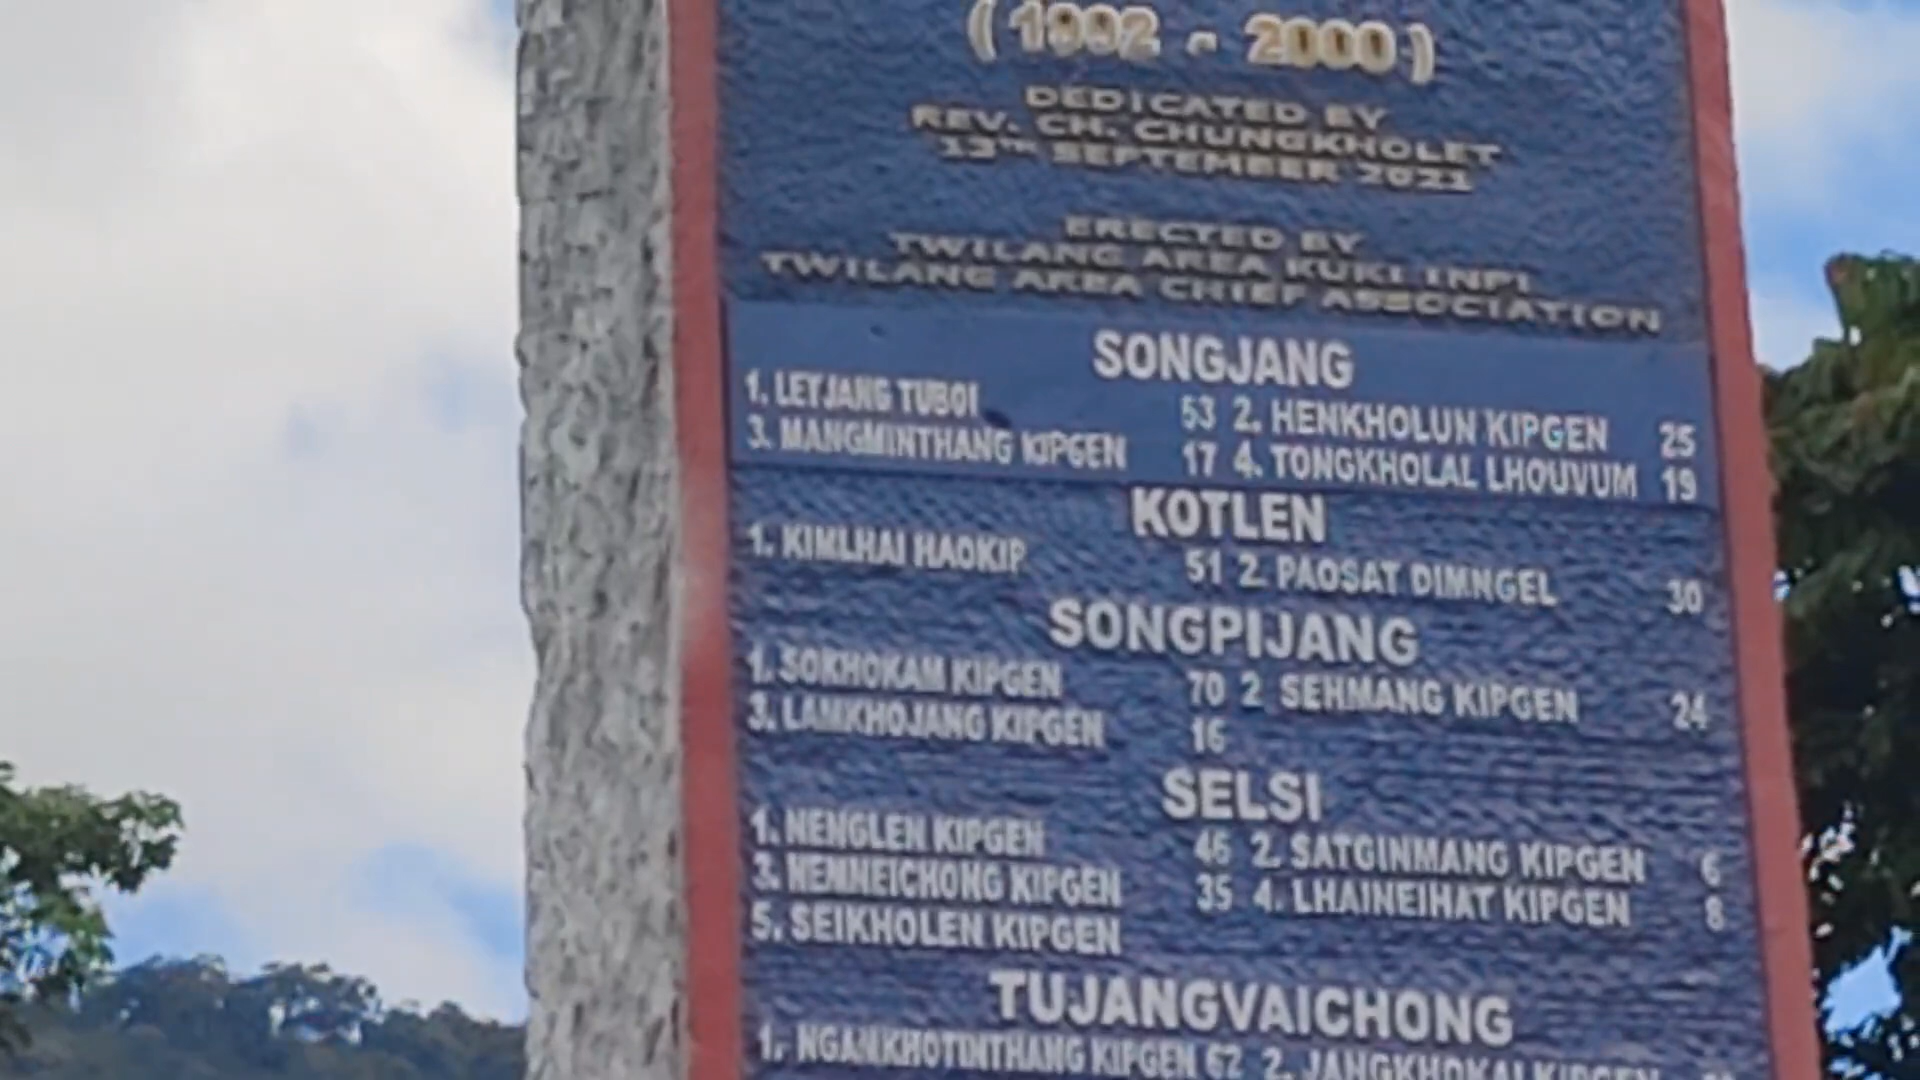 ( 1992 - 2000 )
DEDICATED BY
REV. CH. CHUNGKHOLET
13TH SEPTEMBER 2021
ERECTED BY
TWILANG AREA KUKI INPI
TWILANG AREA CHIEF ASSOCIATION
SONGJANG
1. LETJANG TUBOI 53 2. HENKHOLUN KIPGEN 25
3. MANGMINTHANG KIPGEN 17 4. TONGKHOLAL LHOUVUM 19
KOTLEN
1. KIMLHAI HAOKIP 51 2. PAOSAT DIMNGEL 30
SONGPIJANG
1. SOKHOKAM KIPGEN 70 2 SEHMANG KIPGEN 24
3. LAMKHOJANG KIPGEN 16
SELSI
1. NENGLEN KIPGEN 46 2. SATGINMANG KIPGEN 6
3. NEMNEICHONG KIPGEN 35 4. LHAINEIHAT KIPGEN 8
5. SEIKHOLEN KIPGEN
TUJANGVAICHONG
1. NGANKHOTINTHANG KIPGEN 62 2. JANGKHOKAI KIPGEN